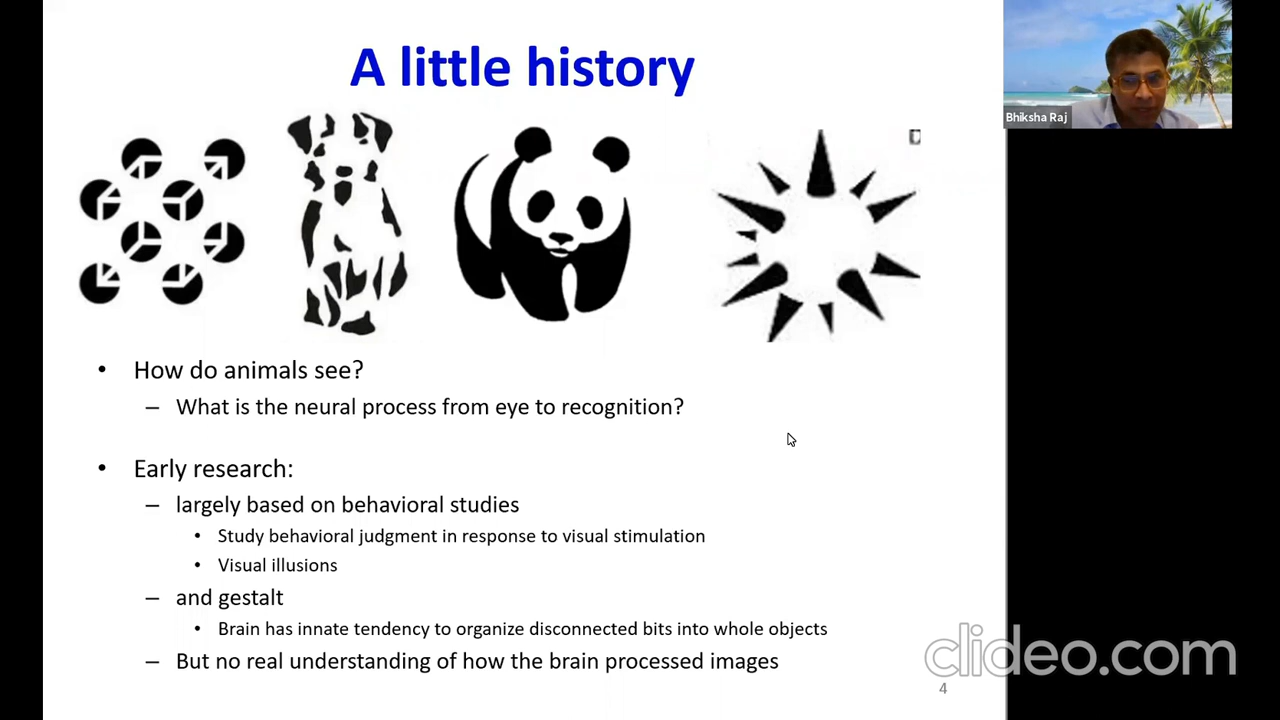 A little history
Bhiksha Raj
• How do animals see?
– What is the neural process from eye to recognition?
• Early research:
– largely based on behavioral studies
• Study behavioral judgment in response to visual stimulation
• Visual illusions
– and gestalt
• Brain has innate tendency to organize disconnected bits into whole objects
– But no real understanding of how the brain processed images
clideo.com
4